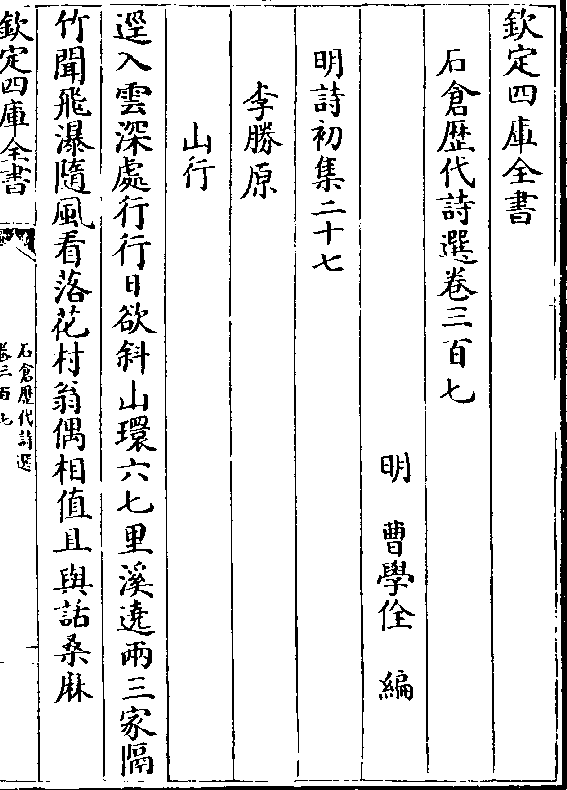 欽定四庫全書
石倉歴代詩選卷三百七
明 曹學佺 編
明詩初集二十七
李勝原
山行
逕入雲深處行行日欲斜山環六七里溪遶兩三家隔
竹聞飛瀑隨風看落花村翁偶相值且與話桑麻
欽定四庫全書
石倉歴代詩選
卷三百七